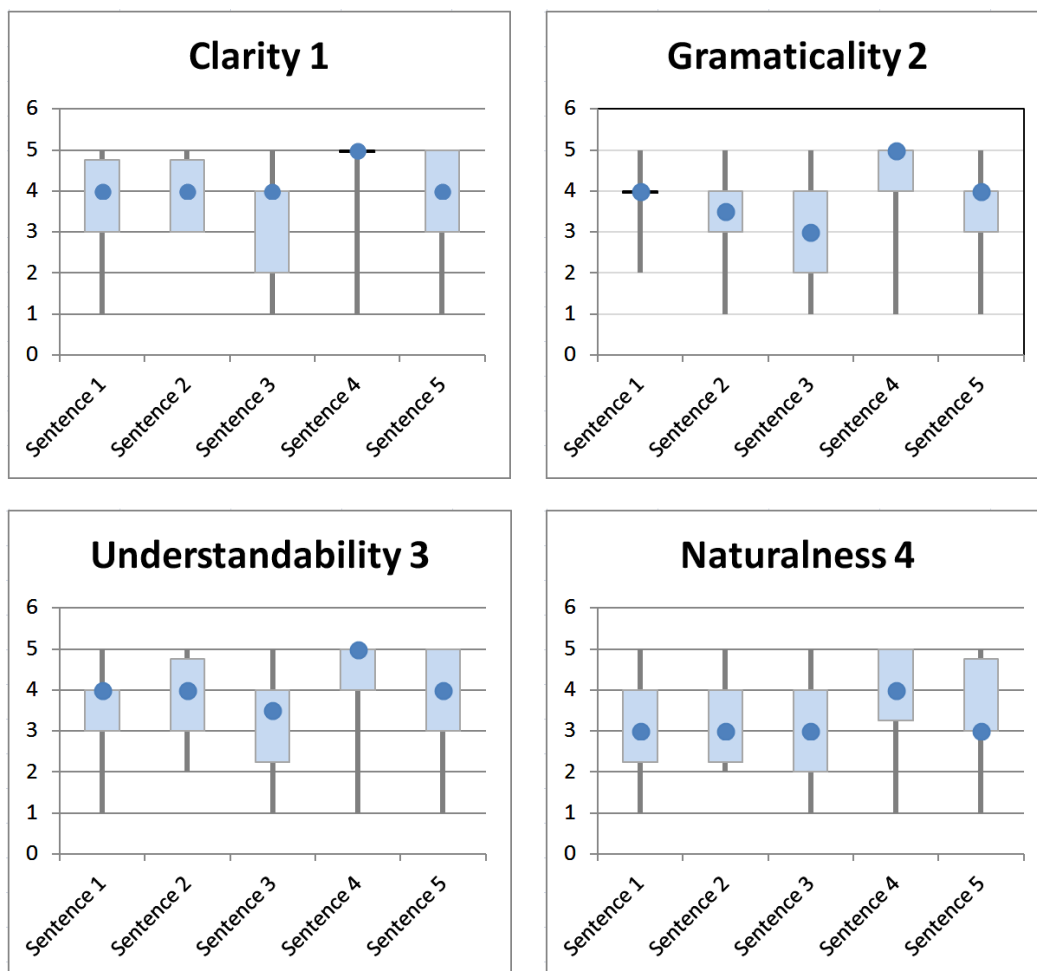 Clarity 1
6
5
4
3
2
1
0
Sentence 1
Sentence 2
Sentence 3
Sentence 4
Sentence 5
Gramaticality 2
6
5
4
3
2
1
0
Sentence 1
Sentence 2
Sentence 3
Sentence 4
Sentence 5
Understandability 3
6
5
4
3
2
1
0
Sentence 1
Sentence 2
Sentence 3
Sentence 4
Sentence 5
Naturalness 4
6
5
4
3
2
1
0
Sentence 1
Sentence 2
Sentence 3
Sentence 4
Sentence 5